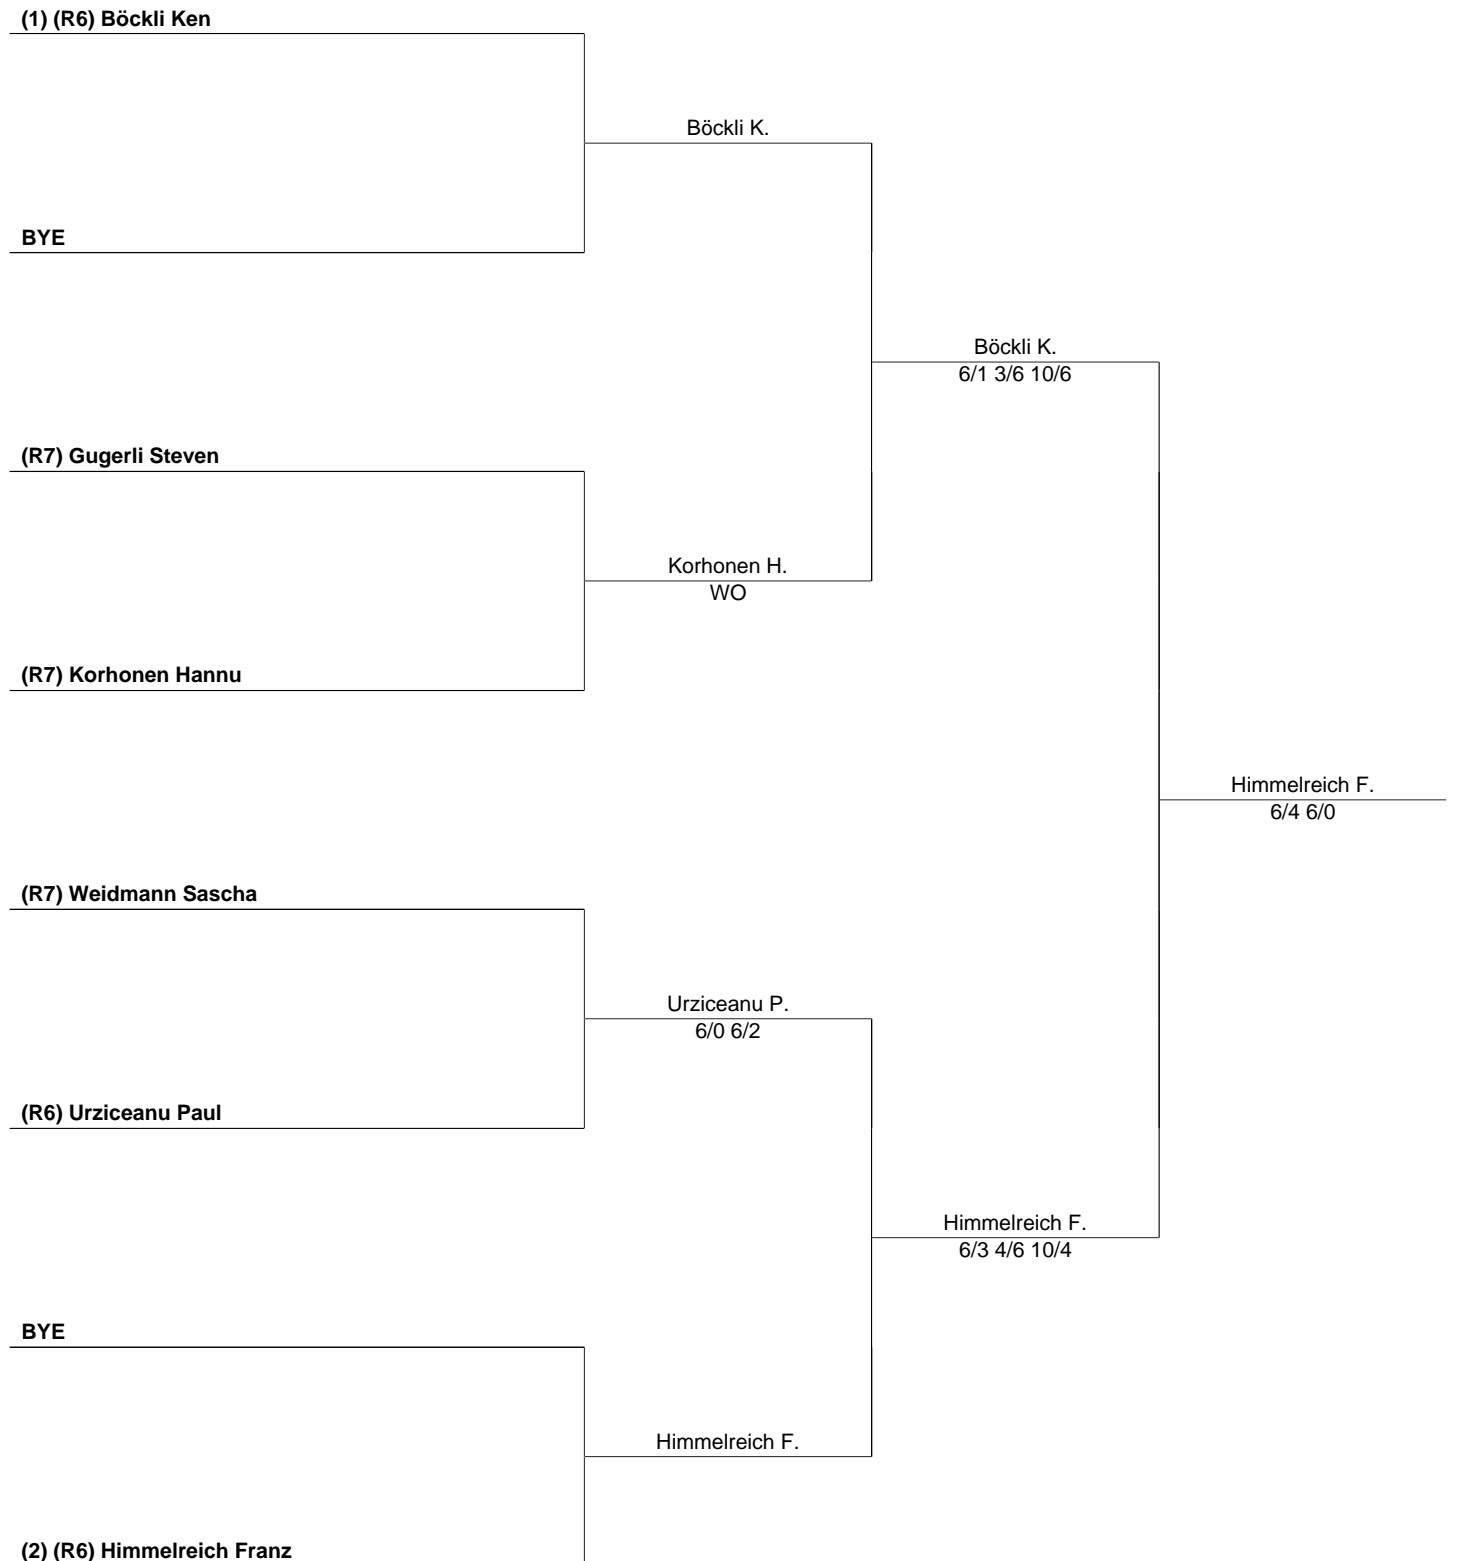 (1) (R6) Böckli Ken
Böckli K.
BYE
Böckli K.
6/1 3/6 10/6
(R7) Gugerli Steven
Korhonen H.
WO
(R7) Korhonen Hannu
Himmelreich F.
6/4 6/0
(R7) Weidmann Sascha
Urziceanu P.
6/0 6/2
(R6) Urziceanu Paul
Himmelreich F.
6/3 4/6 10/4
BYE
Himmelreich F.
(2) (R6) Himmelreich Franz